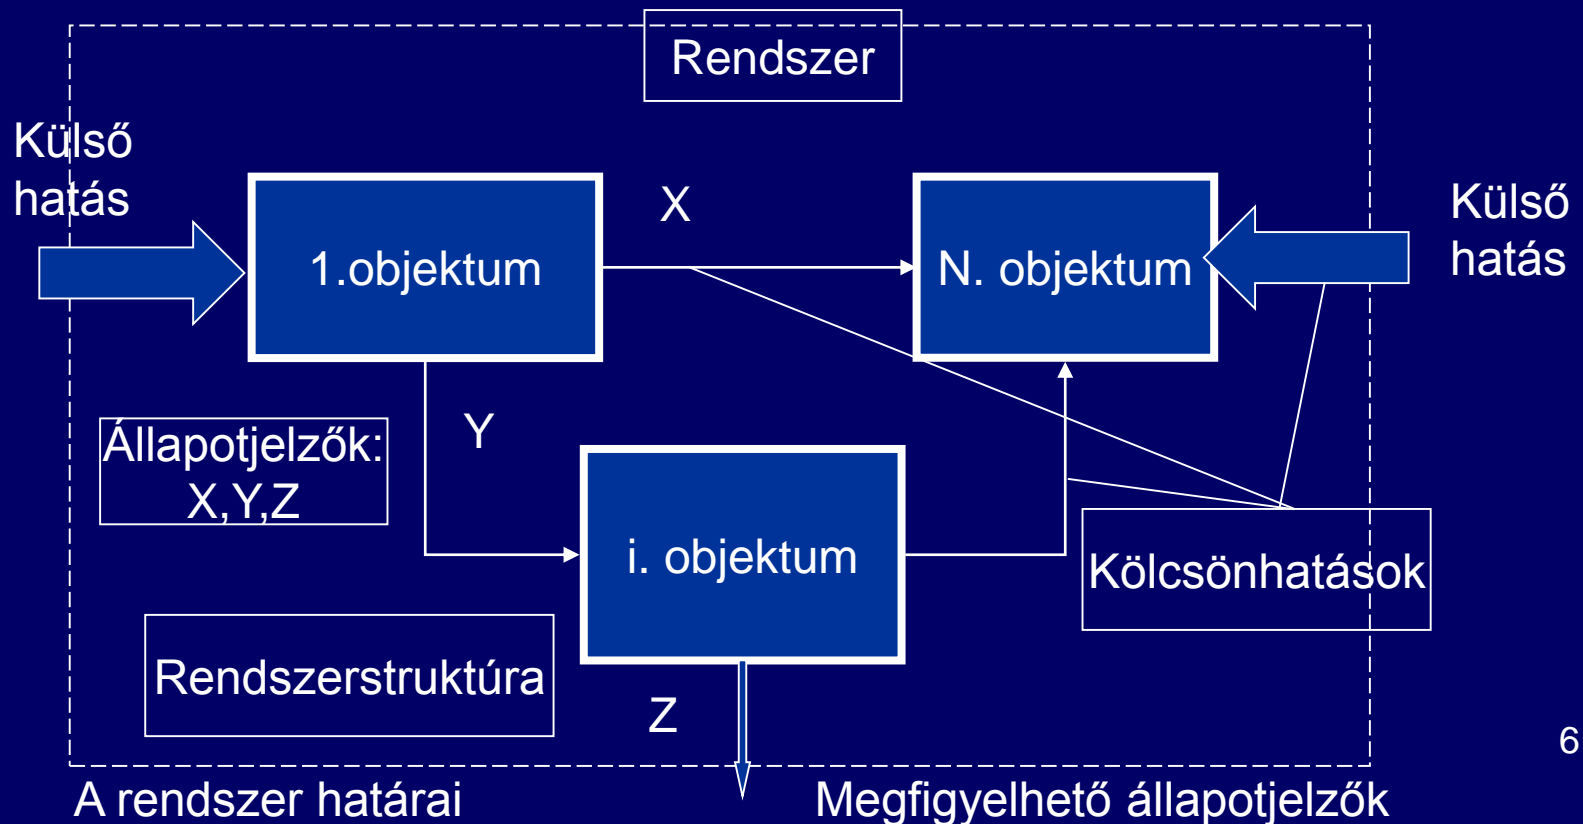 Rendszer
Külső
hatás
1.objektum
X
N. objektum
Külső
hatás
Állapotjelzők:
X,Y,Z
Y
i. objektum
Kölcsönhatások
Rendszerstruktúra
Z
6
A rendszer határai
Megfigyelhető állapotjelzők